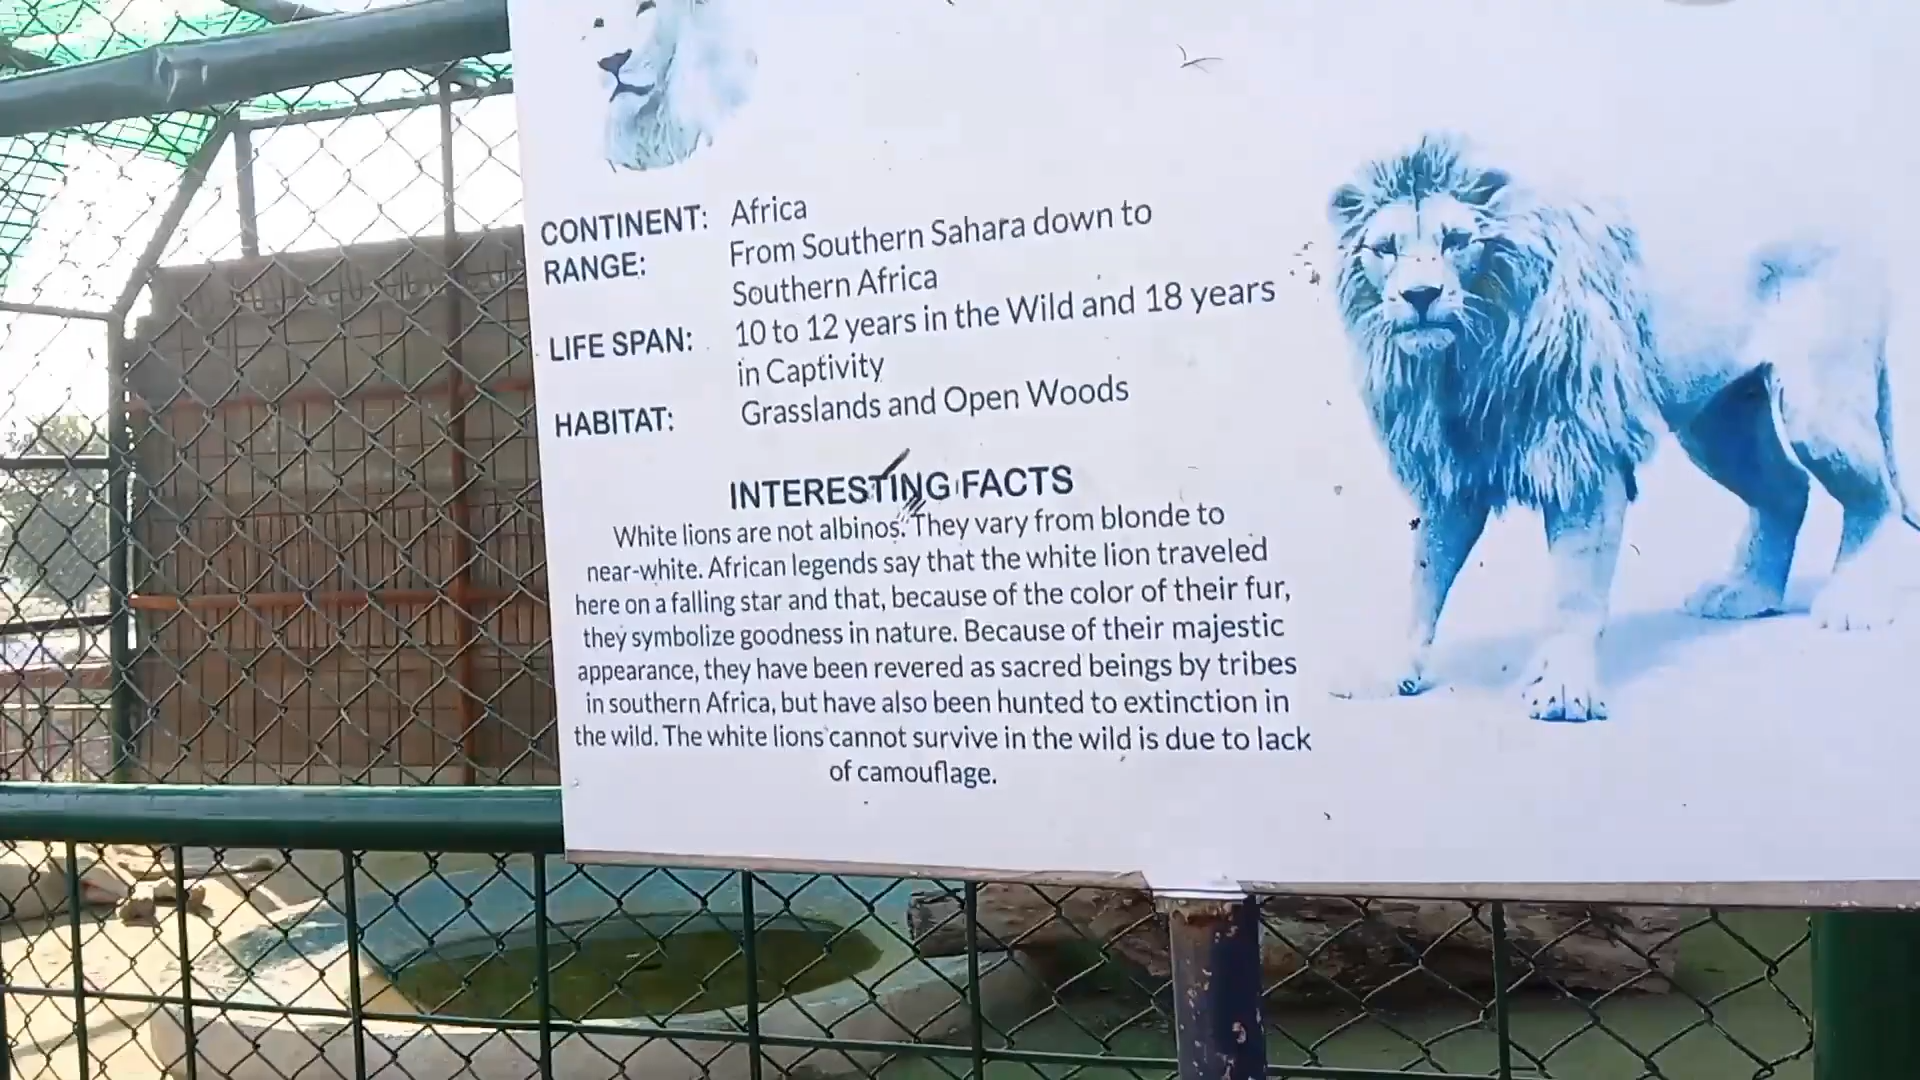 CONTINENT: Africa
RANGE: From Southern Sahara down to
Southern Africa
LIFE SPAN: 10 to 12 years in the Wild and 18 years
in Captivity
HABITAT: Grasslands and Open Woods
INTERESTING FACTS
White lions are not albinos. They vary from blonde to
near-white. African legends say that the white lion traveled
here on a falling star and that, because of the color of their fur,
they symbolize goodness in nature. Because of their majestic
appearance, they have been revered as sacred beings by tribes
in southern Africa, but have also been hunted to extinction in
the wild. The white lions cannot survive in the wild is due to lack
of camouflage.